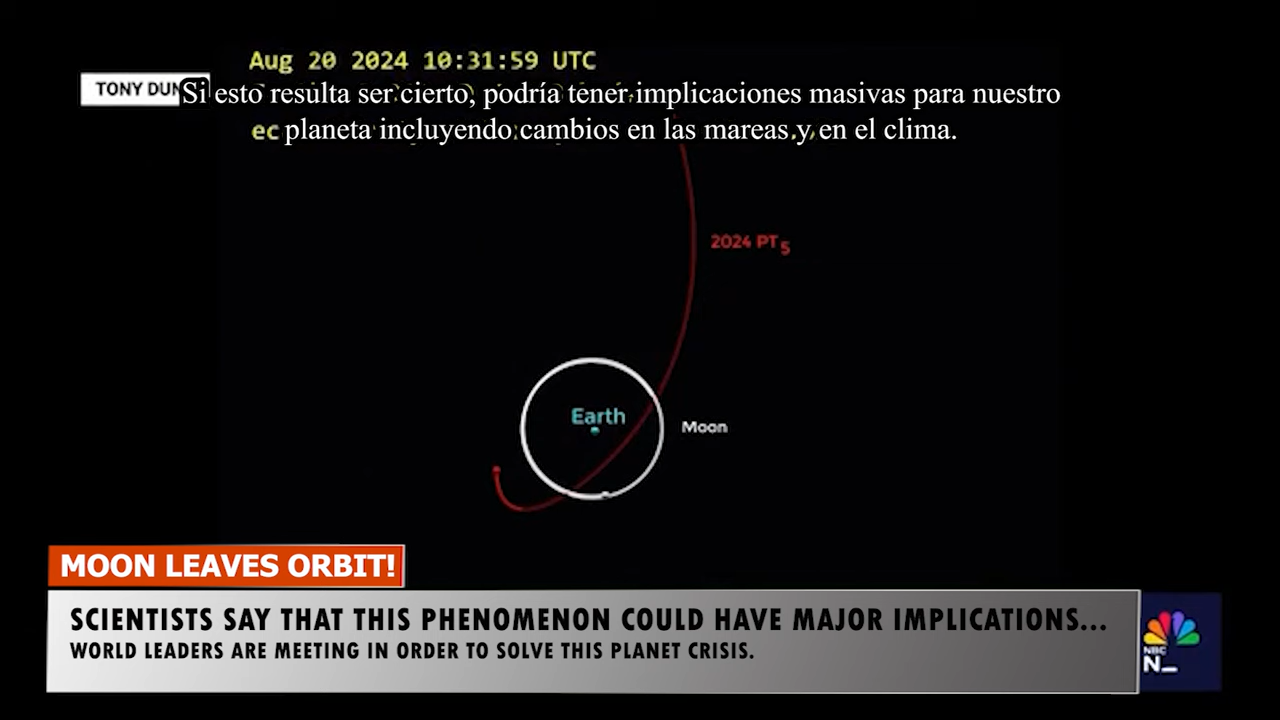 Aug 20 2024 10:31:59 UTC
TONY DUN
Si esto resulta ser cierto, podría tener implicaciones masivas para nuestro
ec
planeta incluyendo cambios en las mareas y en el clima.
2024 PT5
Earth
Moon
MOON LEAVES ORBIT!
SCIENTISTS SAY THAT THIS PHENOMENON COULD HAVE MAJOR IMPLICATIONS...
WORLD LEADERS ARE MEETING IN ORDER TO SOLVE THIS PLANET CRISIS.
NBC
N_